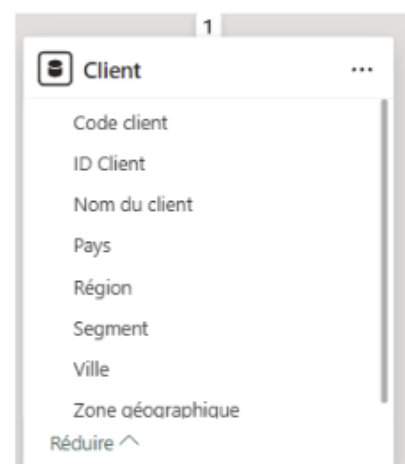 1
Client
...
Code client
ID Client
Nom du client
Pays
Région
Segment
Ville
Zone géographique
Réduire